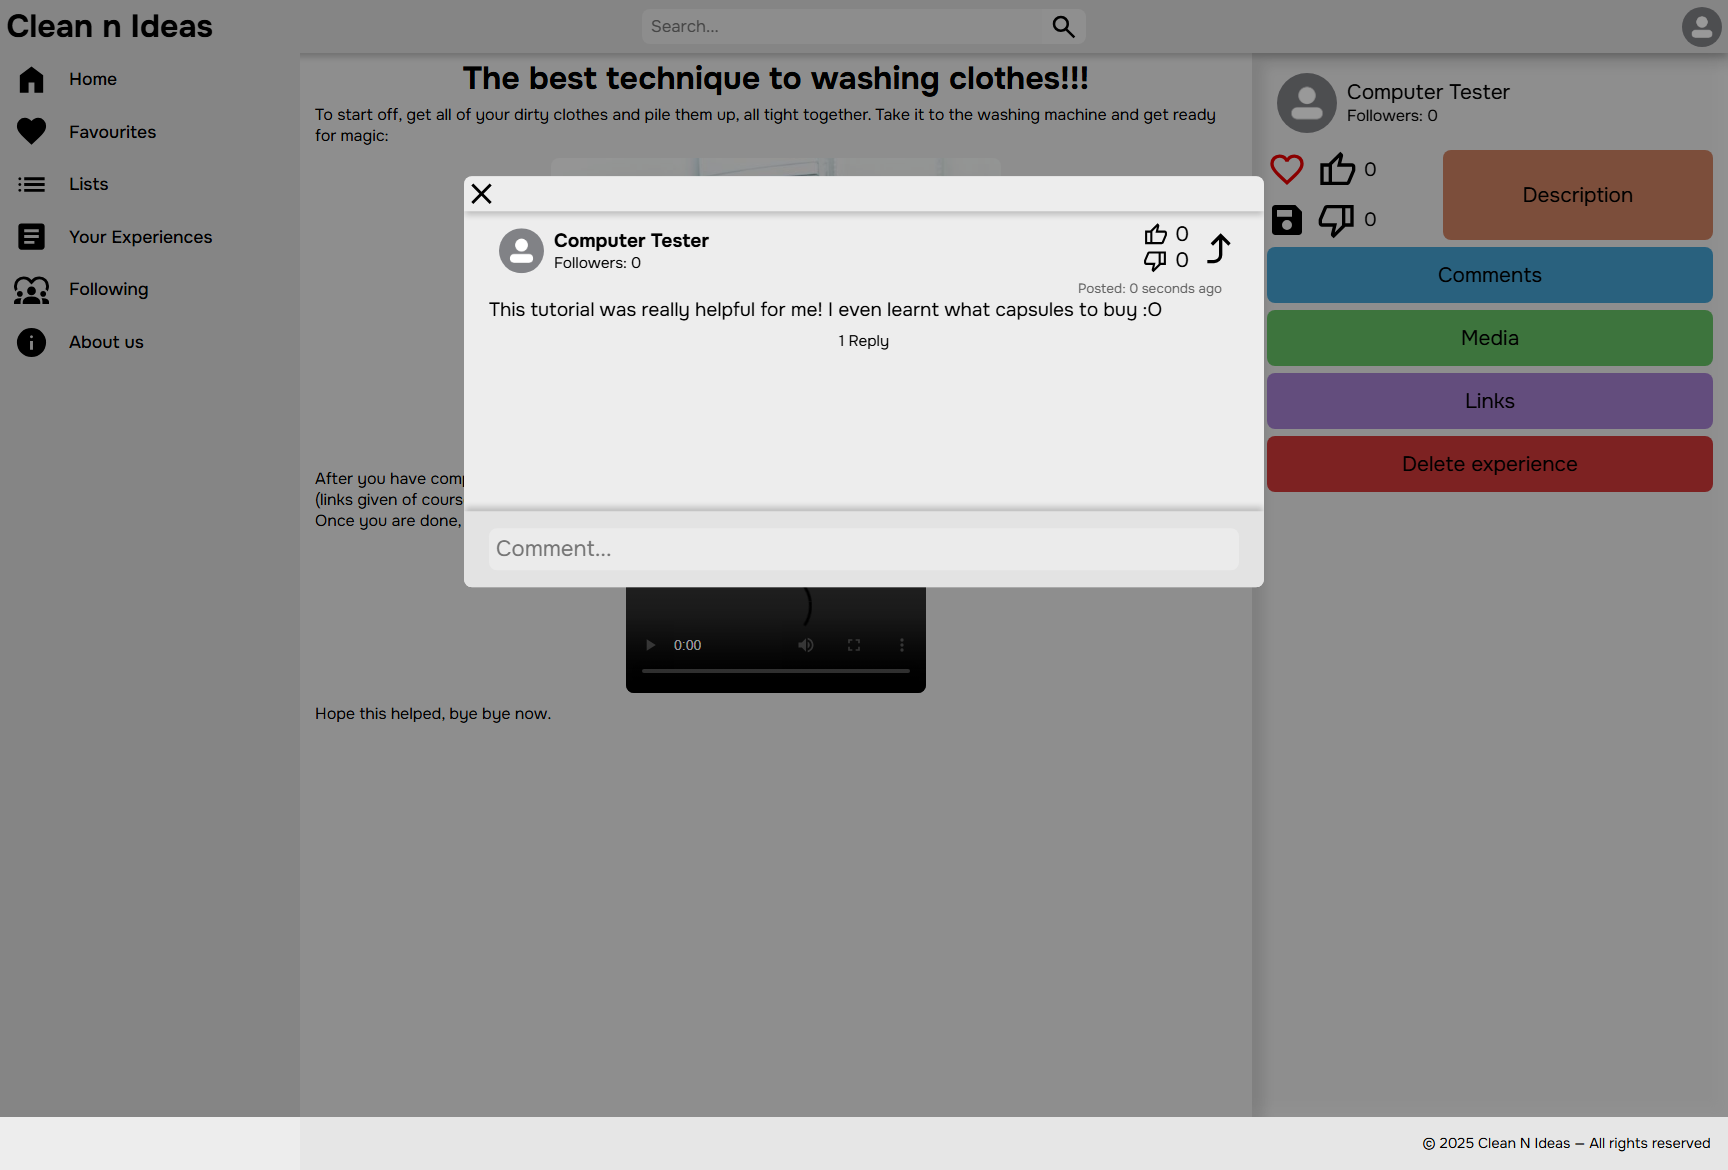 Clean n Ideas
Search...
Home
Favourites
Lists
Your Experiences
Following
About us
The best technique to washing clothes!!!
To start off, get all of your dirty clothes and pile them up, all tight together. Take it to the washing machine and get ready
for magic:
After you have comp
(links given of cours
Once you are done,
0:00
Hope this helped, bye bye now.
Computer Tester
Followers: 0
0
0
Posted: 0 seconds ago
This tutorial was really helpful for me! I even learnt what capsules to buy :O
1 Reply
Comment...
Computer Tester
Followers: 0
0
0
Description
Comments
Media
Links
Delete experience
© 2025 Clean N Ideas — All rights reserved